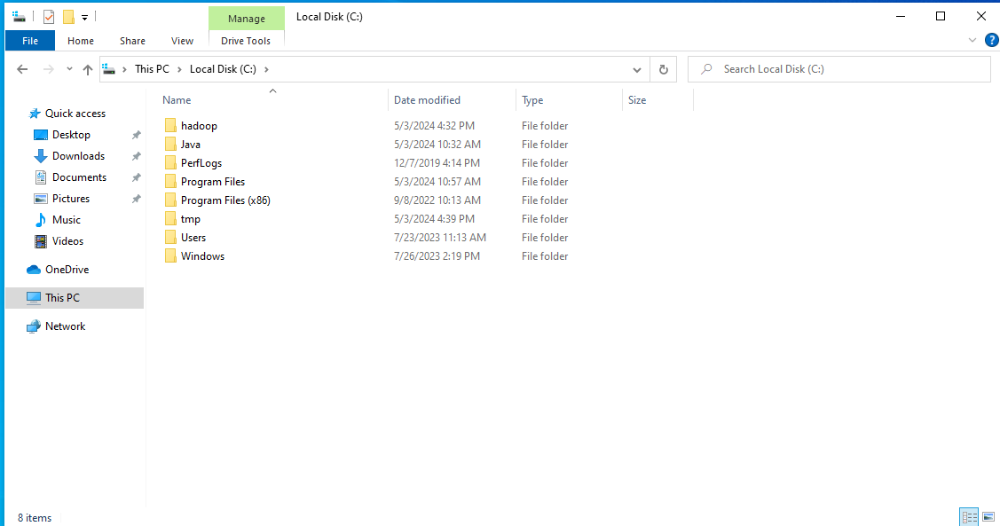 Manage
Local Disk (C:)
File Home Share View Drive Tools
?
This PC Local Disk (C:)
Search Local Disk (C:)
Name Date modified Type Size
Quick access
Desktop
Downloads
Documents
Pictures
Music
Videos
OneDrive
This PC
Network
hadoop 5/3/2024 4:32 PM File folder
Java 5/3/2024 10:32 AM File folder
PerfLogs 12/7/2019 4:14 PM File folder
Program Files 5/3/2024 10:57 AM File folder
Program Files (x86) 9/8/2022 10:13 AM File folder
tmp 5/3/2024 4:39 PM File folder
Users 7/23/2023 11:13 AM File folder
Windows 7/26/2023 2:19 PM File folder
8 items